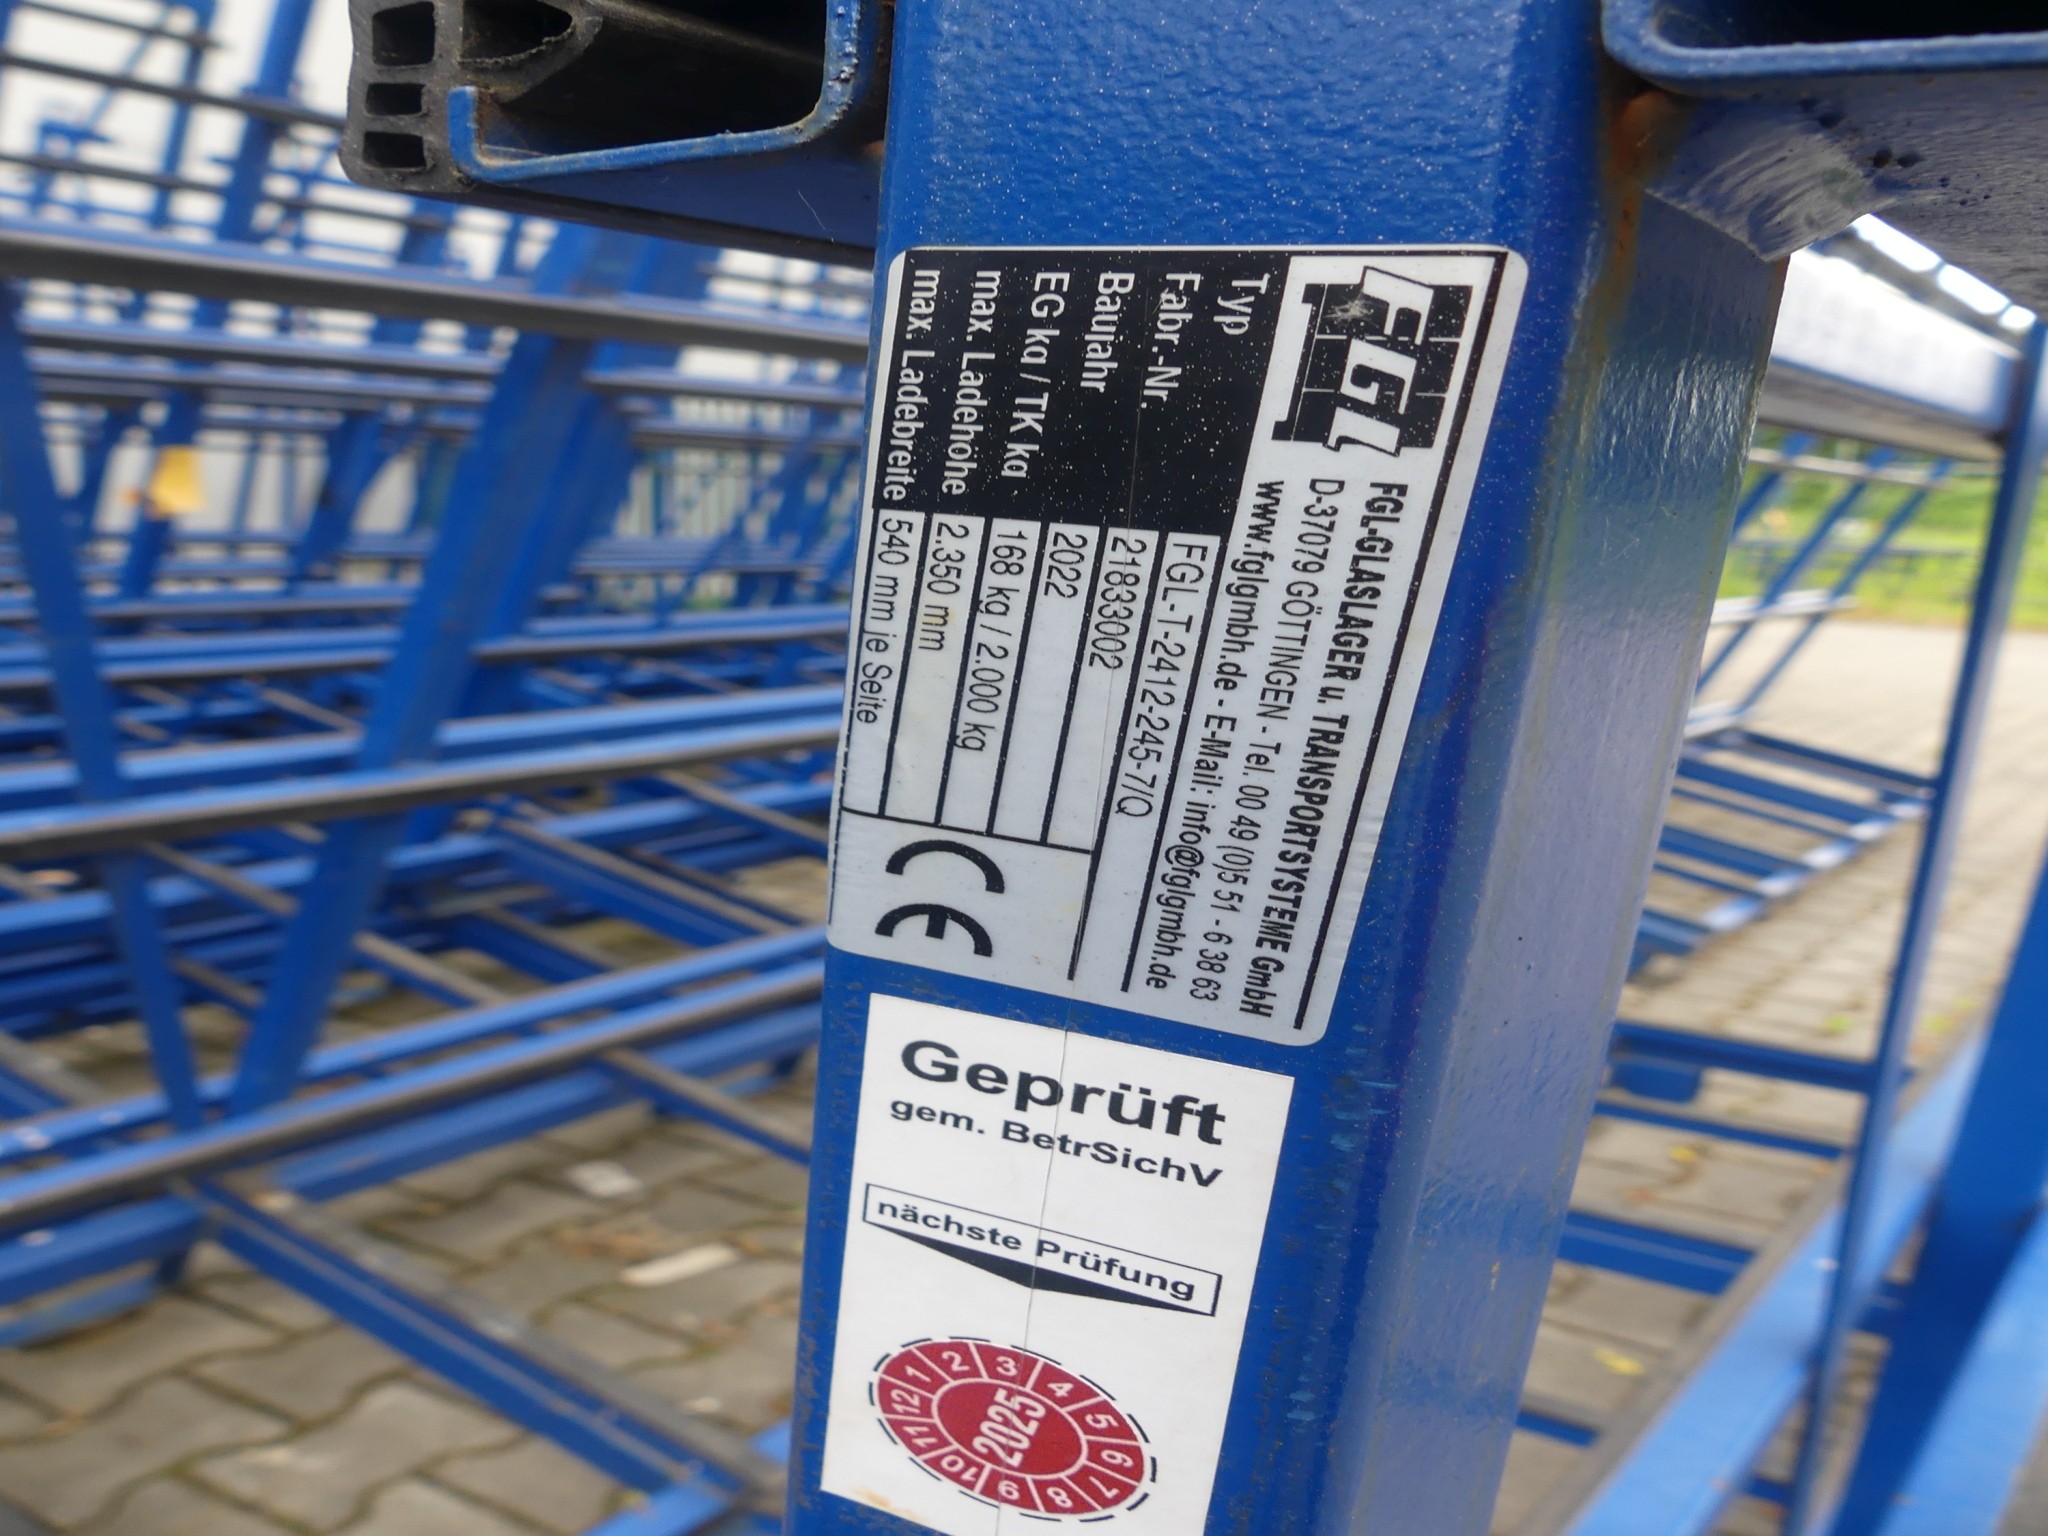 FGL
FGL-GLASLAGER u. TRANSPORTSYSTEME GmbH
D-37079 GÖTTINGEN - Tel. 00 49 (0)5 51 - 6 38 63
www.fglgmbh.de - E-Mail: info@fglgmbh.de
Typ FGL-T-2412-245-7/Q
Fabr.-Nr. 21833002
Baujahr 2022
EG kg / TK kg 168 kg / 2.000 kg
max. Ladehöhe 2.350 mm
max. Ladebreite 540 mm je Seite
CE
Geprüft
gem. BetrSichV
nächste Prüfung
1 2 3 4 5 6 7 8 9 10 11 12
2025